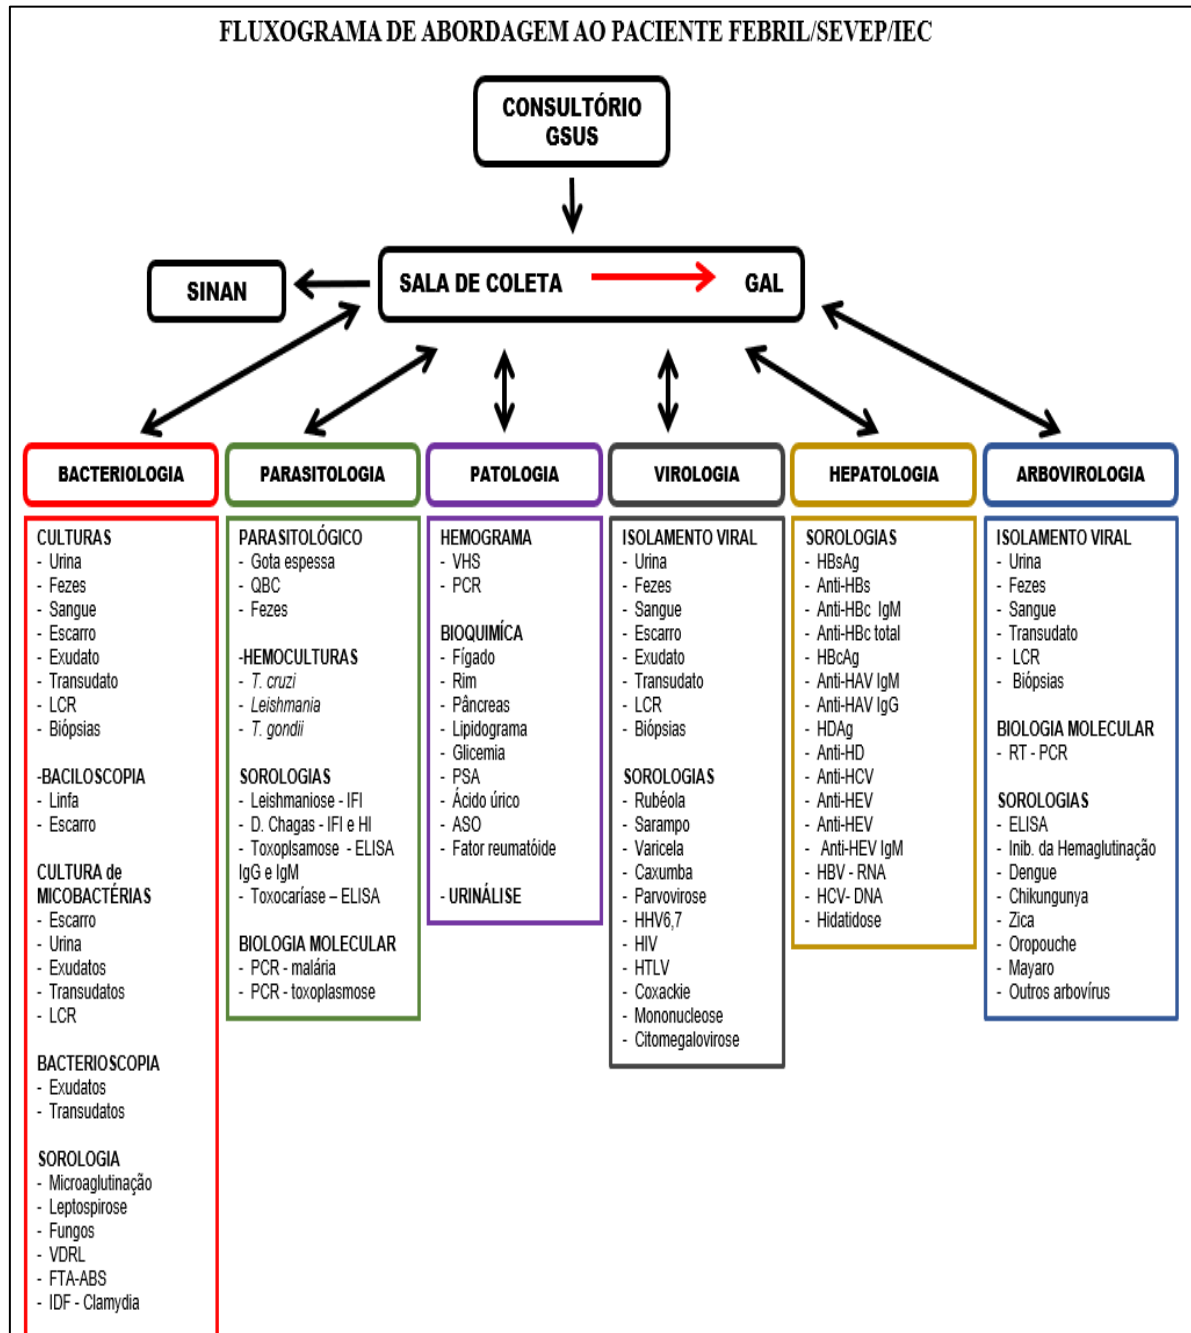 FLUXOGRAMA DE ABORDAGEM AO PACIENTE FEBRIL/SEVEP/IEC
CONSULTÓRIO
GSUS
SINAN
SALA DE COLETA
GAL
BACTERIOLOGIA
CULTURAS
- Urina
- Fezes
- Sangue
- Escarro
- Exudato
- Transudato
- LCR
- Biópsias
-BACILOSCOPIA
- Linfa
- Escarro
CULTURA de
MICOBACTÉRIAS
- Escarro
- Urina
- Exudatos
- Transudatos
- LCR
BACTERIOSCOPIA
- Exudatos
- Transudatos
SOROLOGIA
- Microaglutinação
- Leptospirose
- Fungos
- VDRL
- FTA-ABS
- IDF - Clamydia
PARASITOLOGIA
PARASITOLÓGICO
- Gota espessa
- QBC
- Fezes
-HEMOCULTURAS
- T. cruzi
- Leishmania
- T. gondii
SOROLOGIAS
- Leishmaniose - IFI
- D. Chagas - IFI e HI
- Toxoplsamose - ELISA
IgG e IgM
- Toxocaríase – ELISA
BIOLOGIA MOLECULAR
- PCR - malária
- PCR - toxoplasmose
PATOLOGIA
HEMOGRAMA
- VHS
- PCR
BIOQUIMÍCA
- Fígado
- Rim
- Pâncreas
- Lipidograma
- Glicemia
- PSA
- Ácido úrico
- ASO
- Fator reumatóide
- URINÁLISE
VIROLOGIA
ISOLAMENTO VIRAL
- Urina
- Fezes
- Sangue
- Escarro
- Exudato
- Transudato
- LCR
- Biópsias
SOROLOGIAS
- Rubéola
- Sarampo
- Varicela
- Caxumba
- Parvovirose
- HHV6,7
- HIV
- HTLV
- Coxackie
- Mononucleose
- Citomegalovirose
HEPATOLOGIA
SOROLOGIAS
- HBsAg
- Anti-HBs
- Anti-HBc IgM
- Anti-HBc total
- HBcAg
- Anti-HAV IgM
- Anti-HAV IgG
- HDAg
- Anti-HD
- Anti-HCV
- Anti-HEV
- Anti-HEV
- Anti-HEV IgM
- HBV - RNA
- HCV- DNA
- Hidatidose
ARBOVIROLOGIA
ISOLAMENTO VIRAL
- Urina
- Fezes
- Sangue
- Transudato
- LCR
- Biópsias
BIOLOGIA MOLECULAR
- RT - PCR
SOROLOGIAS
- ELISA
- Inib. da Hemaglutinação
- Dengue
- Chikungunya
- Zica
- Oropouche
- Mayaro
- Outros arbovírus